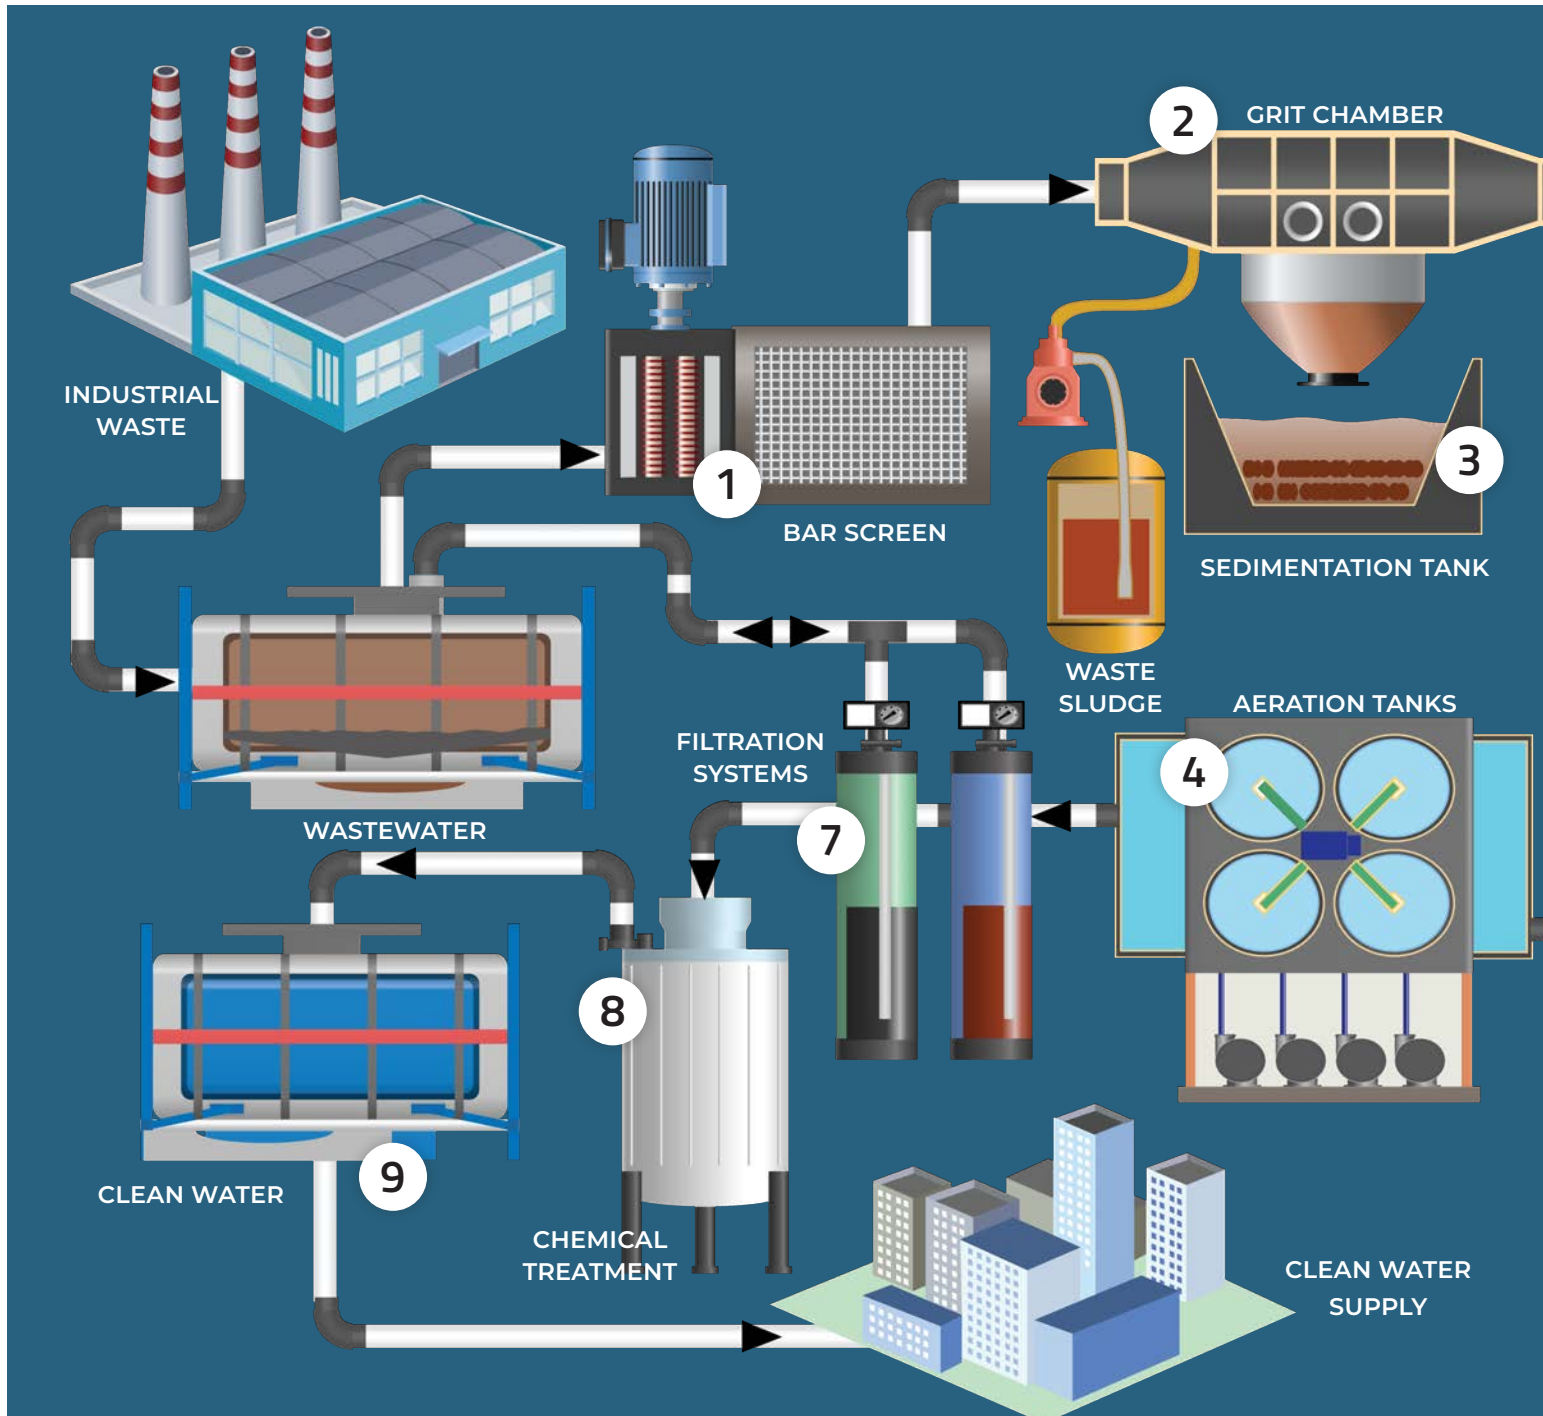 2
GRIT CHAMBER
INDUSTRIAL
WASTE
1
BAR SCREEN
3
SEDIMENTATION TANK
WASTE
SLUDGE
AERATION TANKS
4
FILTRATION
SYSTEMS
7
WASTEWATER
8
9
CLEAN WATER
CHEMICAL
TREATMENT
CLEAN WATER
SUPPLY